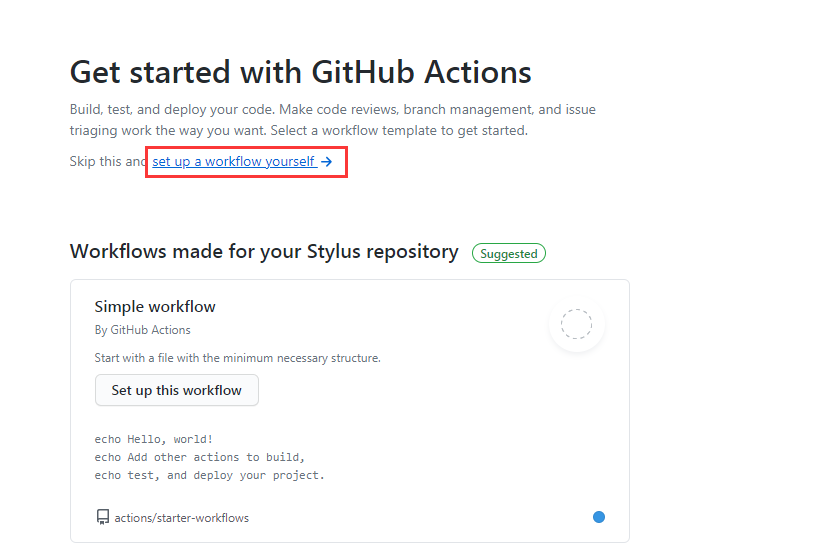 Get started with GitHub Actions
Build, test, and deploy your code. Make code reviews, branch management, and issue
triaging work the way you want. Select a workflow template to get started.
Skip this and set up a workflow yourself →
Workflows made for your Stylus repository Suggested
Simple workflow
By GitHub Actions
Start with a file with the minimum necessary structure.
Set up this workflow
echo Hello, world!
echo Add other actions to build,
echo test, and deploy your project.
actions/starter-workflows